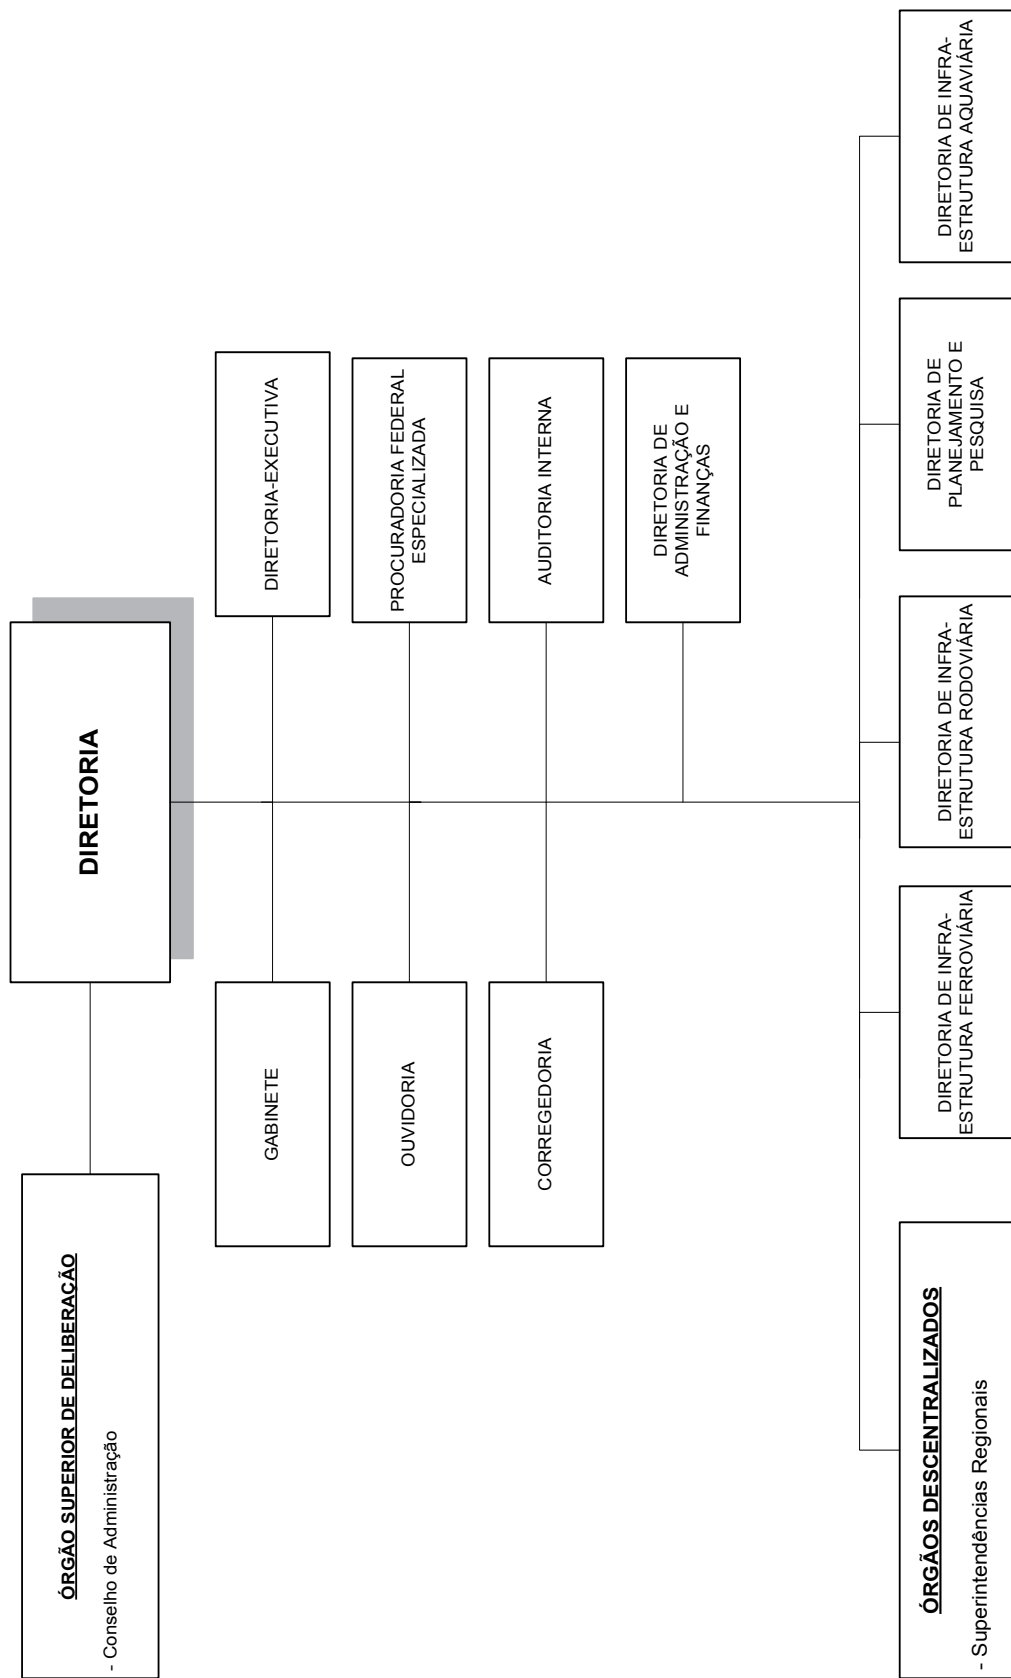 ÓRGÃO SUPERIOR DE DELIBERAÇÃO
- Conselho de Administração
DIRETORIA
GABINETE
DIRETORIA-EXECUTIVA
OUVIDORIA
PROCURADORIA FEDERAL
ESPECIALIZADA
CORREGEDORIA
AUDITORIA INTERNA
DIRETORIA DE
ADMINISTRAÇÃO E
FINANÇAS
ÓRGÃOS DESCENTRALIZADOS
- Superintendências Regionais
DIRETORIA DE INFRA-
ESTRUTURA FERROVIÁRIA
DIRETORIA DE INFRA-
ESTRUTURA RODOVIÁRIA
DIRETORIA DE
PLANEJAMENTO E
PESQUISA
DIRETORIA DE INFRA-
ESTRUTURA AQUAVIÁRIA